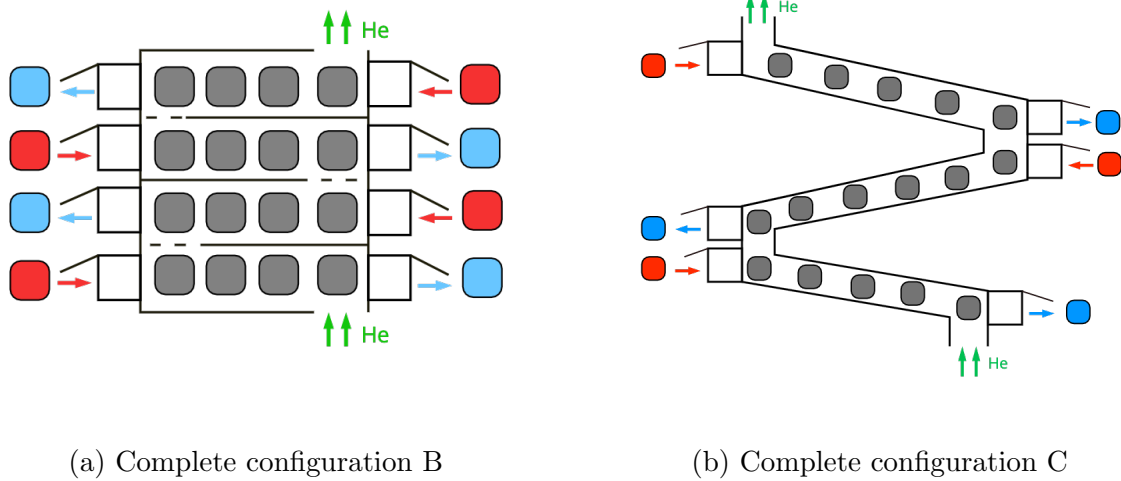 He
He
He
He
(a) Complete configuration B
(b) Complete configuration C